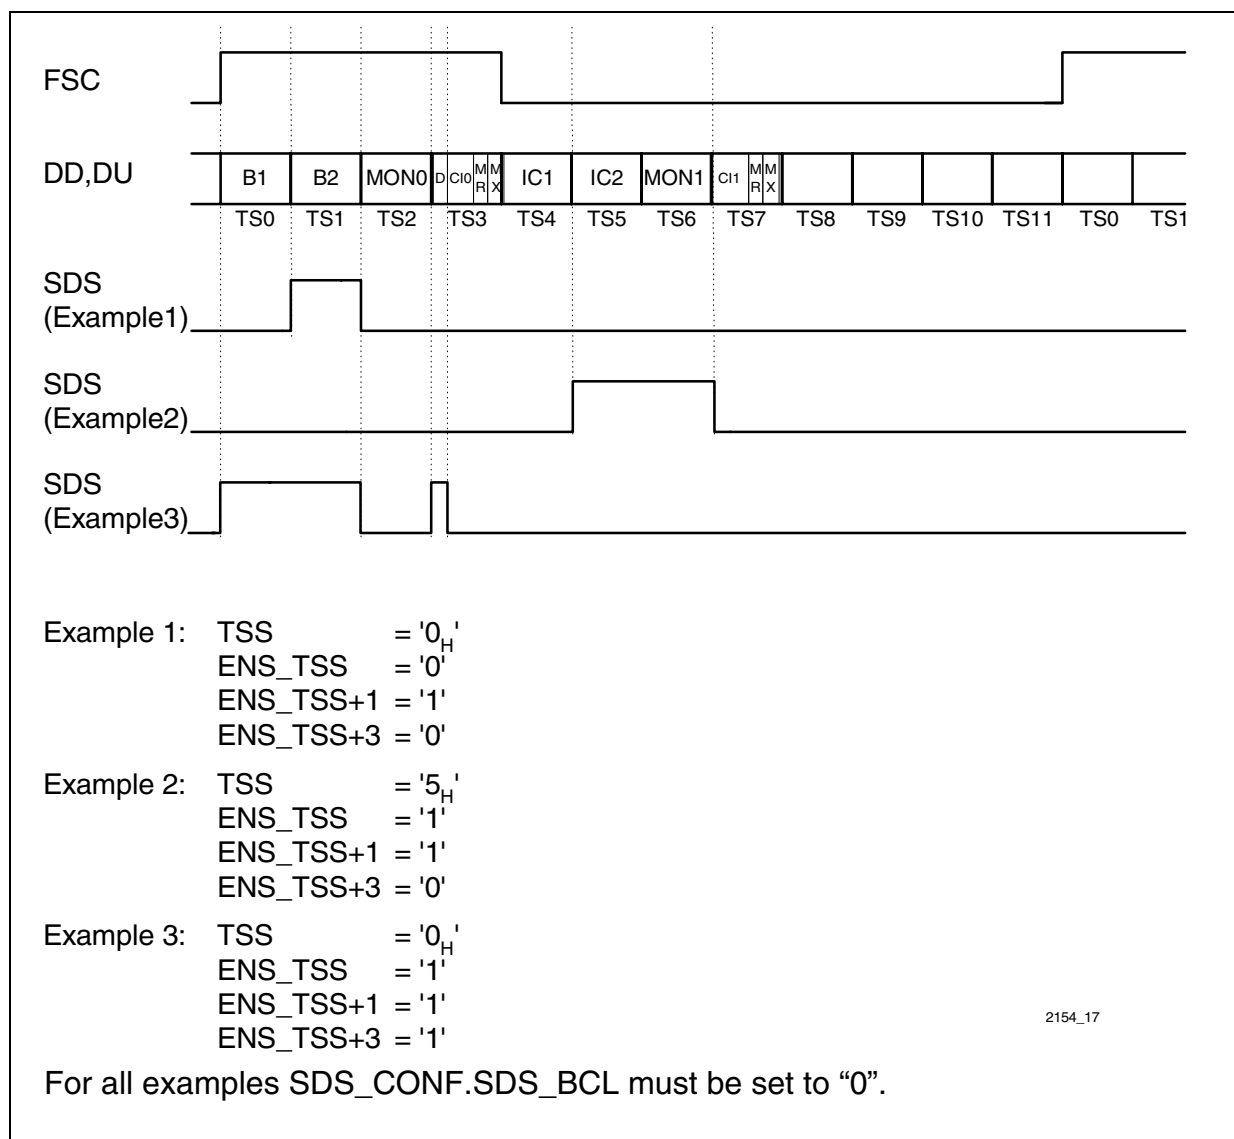 FSC
DD,DU
B1 B2 MON0 D CI0 MR MX IC1 IC2 MON1 CI1 MR MX
TS0 TS1 TS2 TS3 TS4 TS5 TS6 TS7 TS8 TS9 TS10 TS11 TS0 TS1
SDS
(Example1)
SDS
(Example2)
SDS
(Example3)
Example 1: TSS = '0H'
ENS_TSS = '0'
ENS_TSS+1 = '1'
ENS_TSS+3 = '0'
Example 2: TSS = '5H'
ENS_TSS = '1'
ENS_TSS+1 = '1'
ENS_TSS+3 = '0'
Example 3: TSS = '0H'
ENS_TSS = '1'
ENS_TSS+1 = '1'
ENS_TSS+3 = '1'
2154_17
For all examples SDS_CONF.SDS_BCL must be set to “0”.